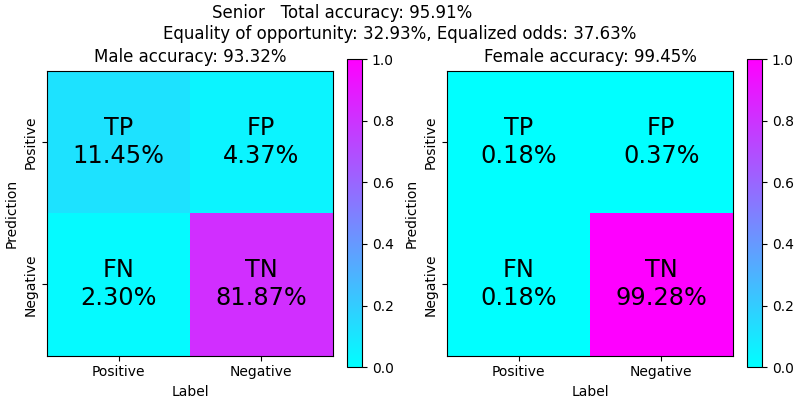 Senior   Total accuracy: 95.91%
Equality of opportunity: 32.93%, Equalized odds: 37.63%
Male accuracy: 93.32%
Prediction
Positive
Negative
TP
11.45%
FP
4.37%
FN
2.30%
TN
81.87%
Positive
Negative
Label
1.0
0.8
0.6
0.4
0.2
0.0
Female accuracy: 99.45%
Prediction
Positive
Negative
TP
0.18%
FP
0.37%
FN
0.18%
TN
99.28%
Positive
Negative
Label
1.0
0.8
0.6
0.4
0.2
0.0